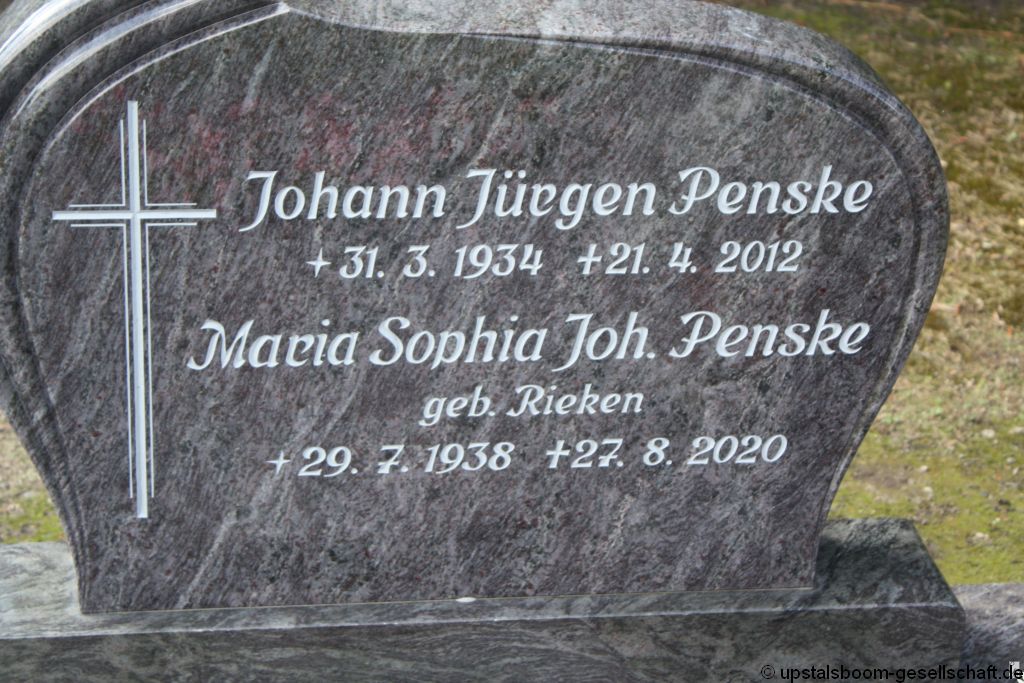 Johann Jürgen Penske
+31. 3. 1934 ✝21. 4. 2012
Maria Sophia Joh. Penske
geb. Rieken
+29. 7. 1938 ✝27. 8. 2020
© upstalsboom-gesellschaft.de